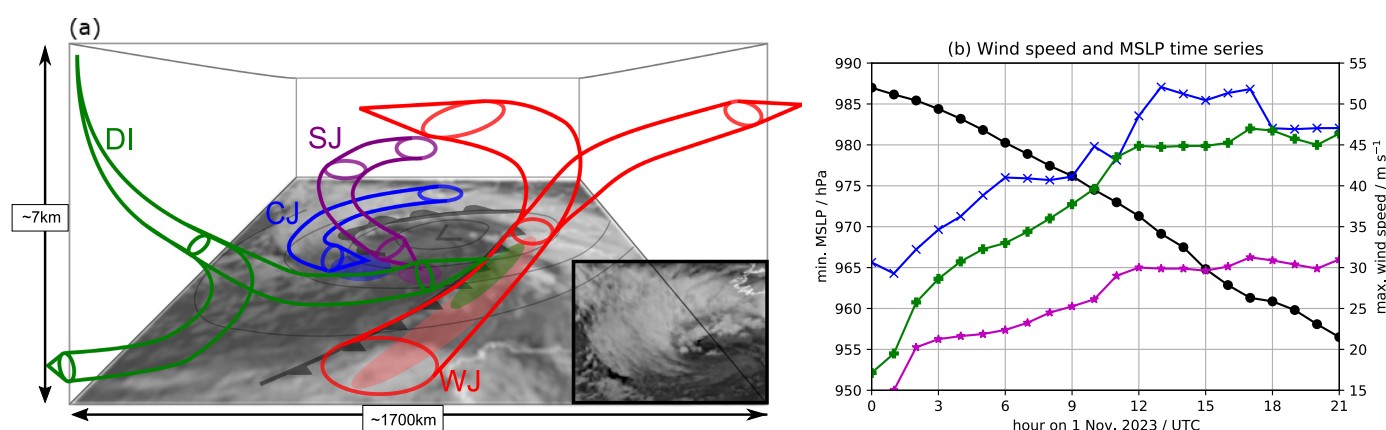 (a)
DI
SJ
CJ
WJ
L
~7km
~1700km
(b) Wind speed and MSLP time series
min. MSLP / hPa
990
985
980
975
970
965
960
955
950
55
50
45
40
35
30
25
20
15
max. wind speed / m s⁻¹
0 3 6 9 12 15 18 21
hour on 1 Nov. 2023 / UTC